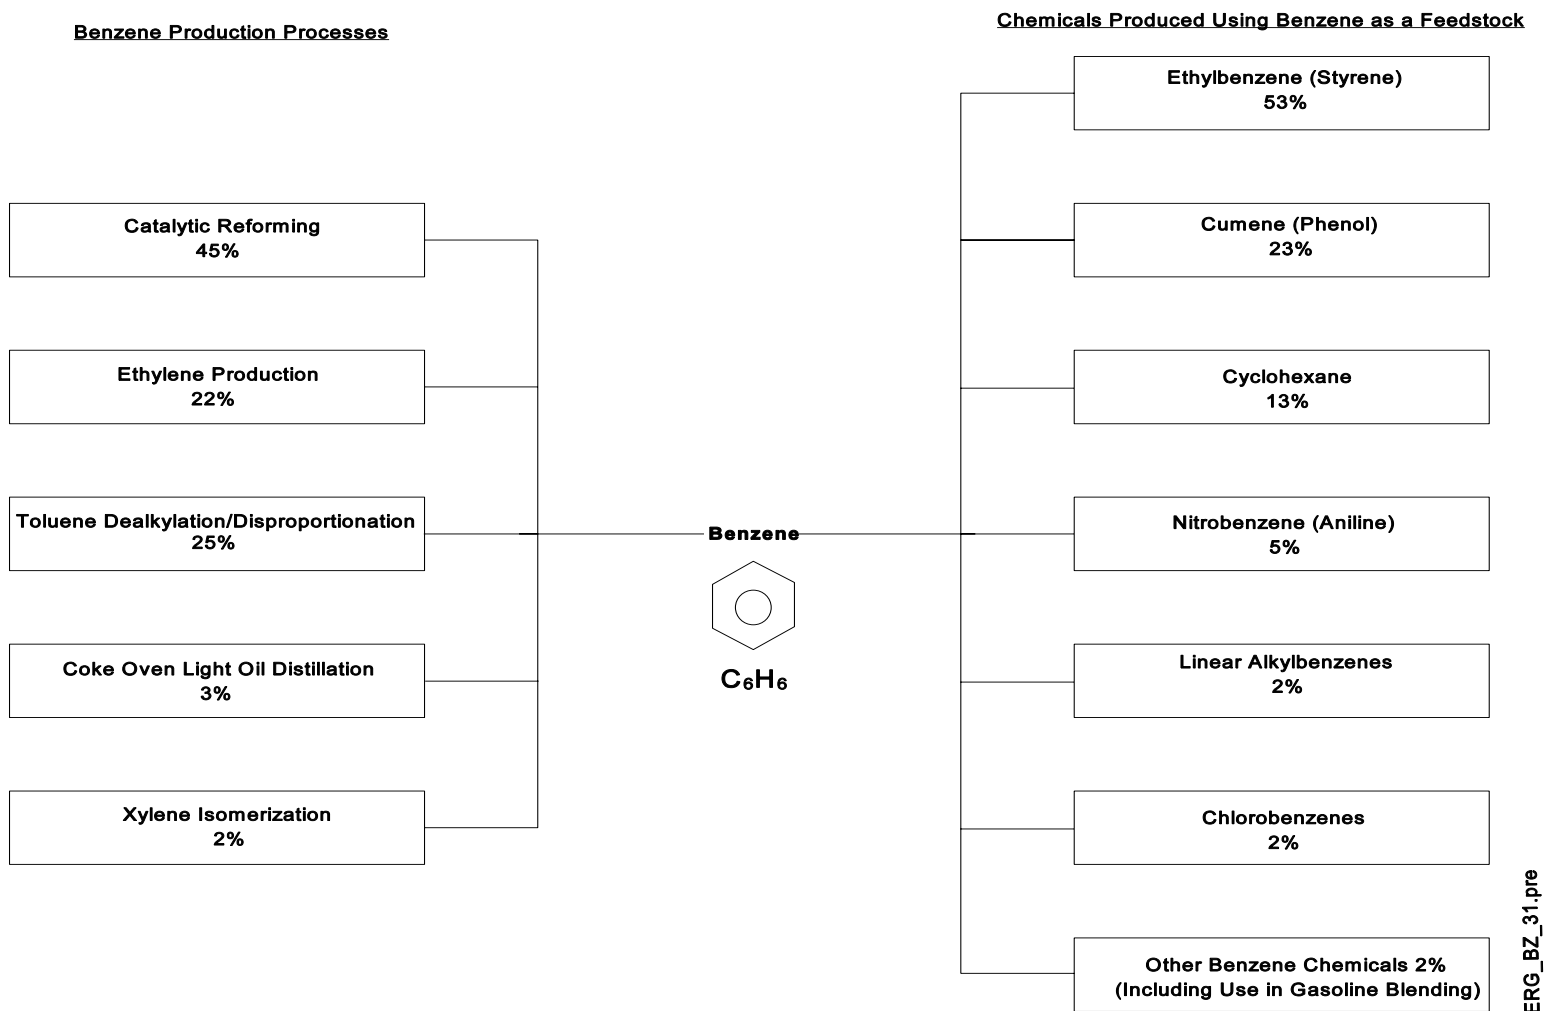 Benzene Production Processes
Chemicals Produced Using Benzene as a Feedstock
Catalytic Reforming
45%
Ethylene Production
22%
Toluene Dealkylation/Disproportionation
25%
Coke Oven Light Oil Distillation
3%
Xylene Isomerization
2%
Benzene
C₆H₆
Ethylbenzene (Styrene)
53%
Cumene (Phenol)
23%
Cyclohexane
13%
Nitrobenzene (Aniline)
5%
Linear Alkylbenzenes
2%
Chlorobenzenes
2%
Other Benzene Chemicals 2%
(Including Use in Gasoline Blending)
ERG_BZ_31.pre